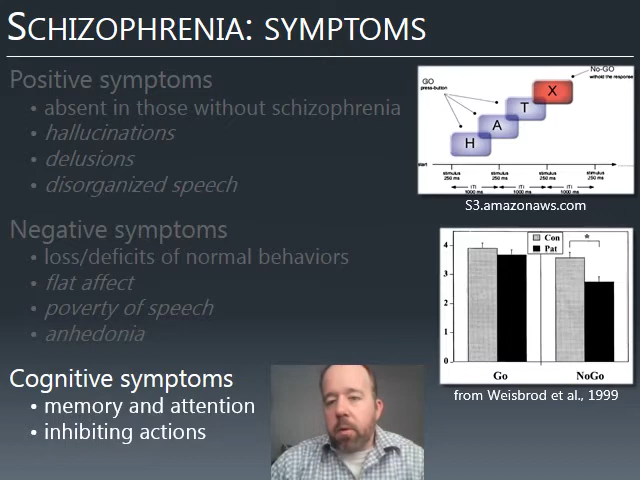 SCHIZOPHRENIA: SYMPTOMS
Positive symptoms
• absent in those without schizophrenia
• hallucinations
• delusions
• disorganized speech
Negative symptoms
• loss/deficits of normal behaviors
• flat affect
• poverty of speech
• anhedonia
Cognitive symptoms
• memory and attention
• inhibiting actions
No-GO
without the response
GO
press-button
X
T
A
H
start
stimulus stimulus stimulus stimulus
250 ms 250 ms 250 ms 250 ms
(ITI) (ITI) (ITI)
1000 ms 1000 ms 1000 ms
S3.amazonaws.com
Con
Pat
*
4
3
2
1
0
Go NoGo
from Weisbrod et al., 1999